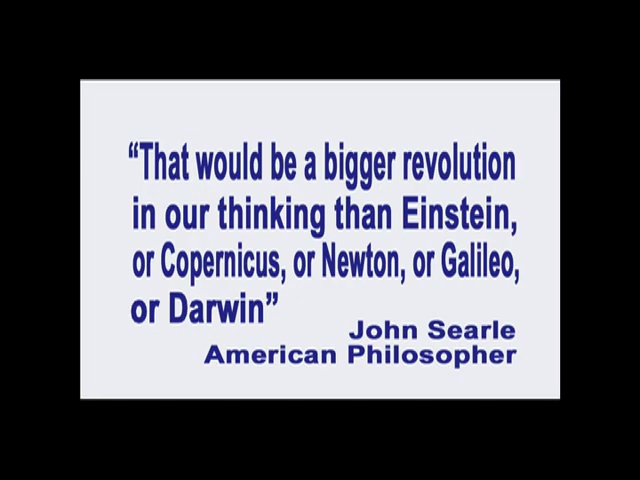 “That would be a bigger revolution
in our thinking than Einstein,
or Copernicus, or Newton, or Galileo,
or Darwin”
John Searle
American Philosopher